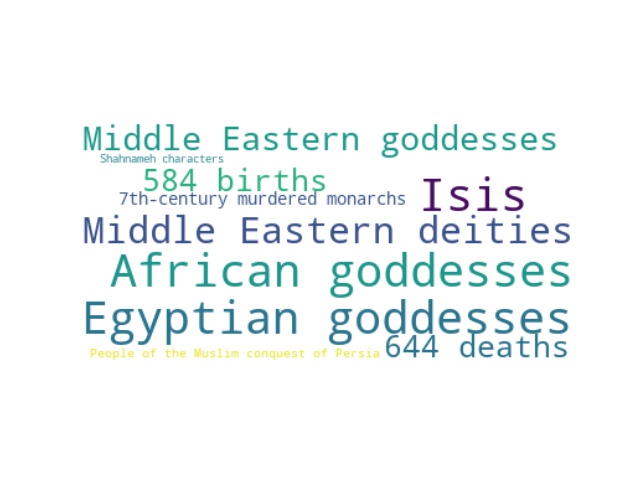 Middle Eastern goddesses
Shahnameh characters
584 births
7th-century murdered monarchs
Isis
Middle Eastern deities
African goddesses
Egyptian goddesses
644 deaths
People of the Muslim conquest of Persia